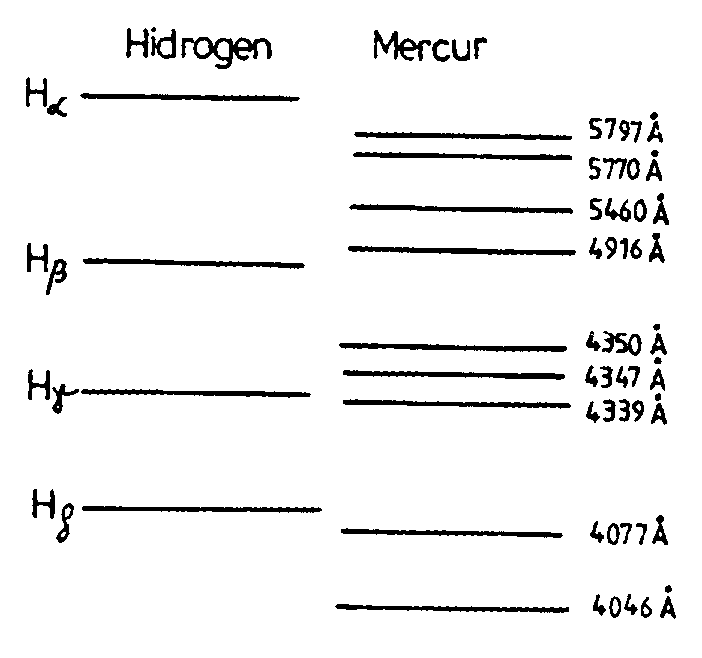 Hidrogen Mercur
Hα
5797 Å
5770 Å
5460 Å
4916 Å
Hβ
4350 Å
4347 Å
Hγ
4339 Å
Hδ
4077 Å
4046 Å